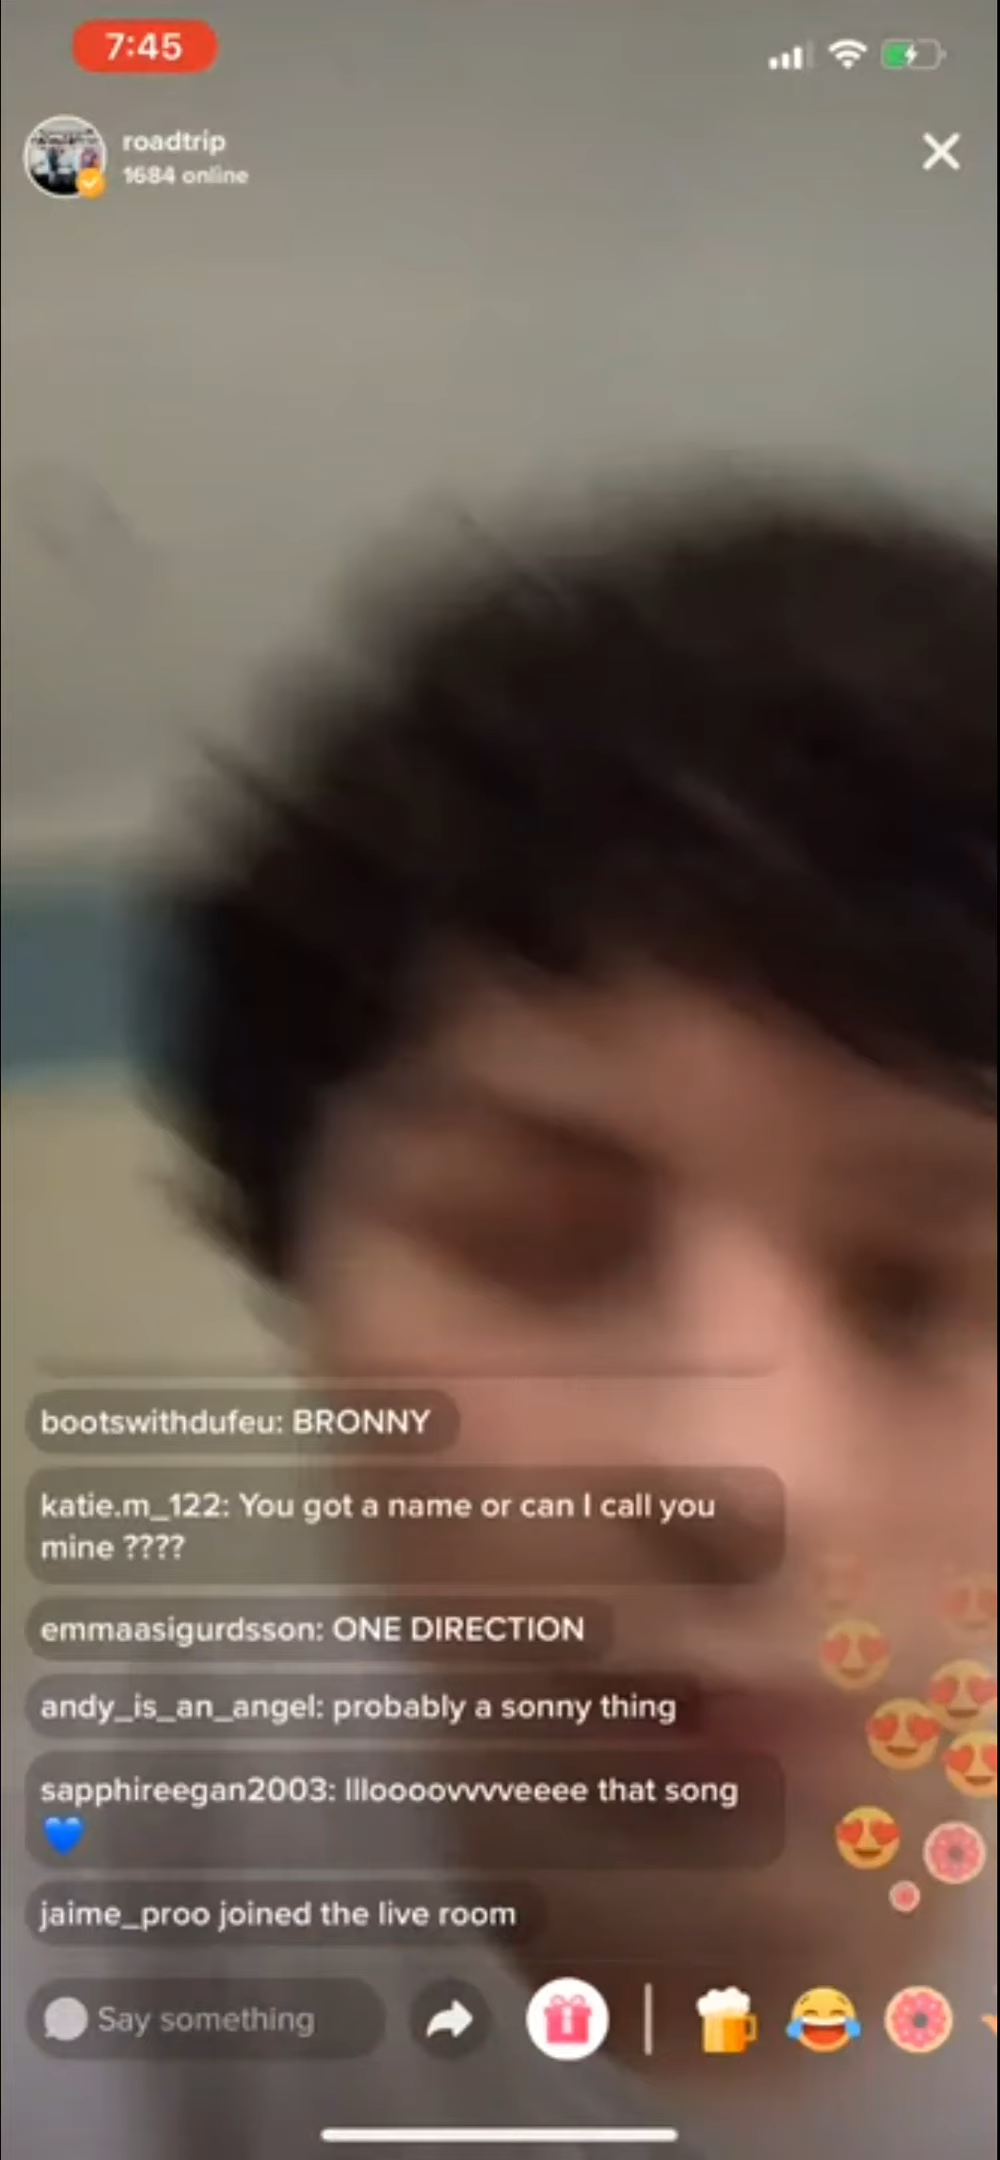 7:45
roadtrip
1684 online
bootswithdufeu: BRONNY
katie.m_122: You got a name or can I call you
mine ????
emmaasigurdsson: ONE DIRECTION
andy_is_an_angel: probably a sonny thing
sapphireegan2003: llloooovvvveeee that song
💙
jaime_proo joined the live room
Say something